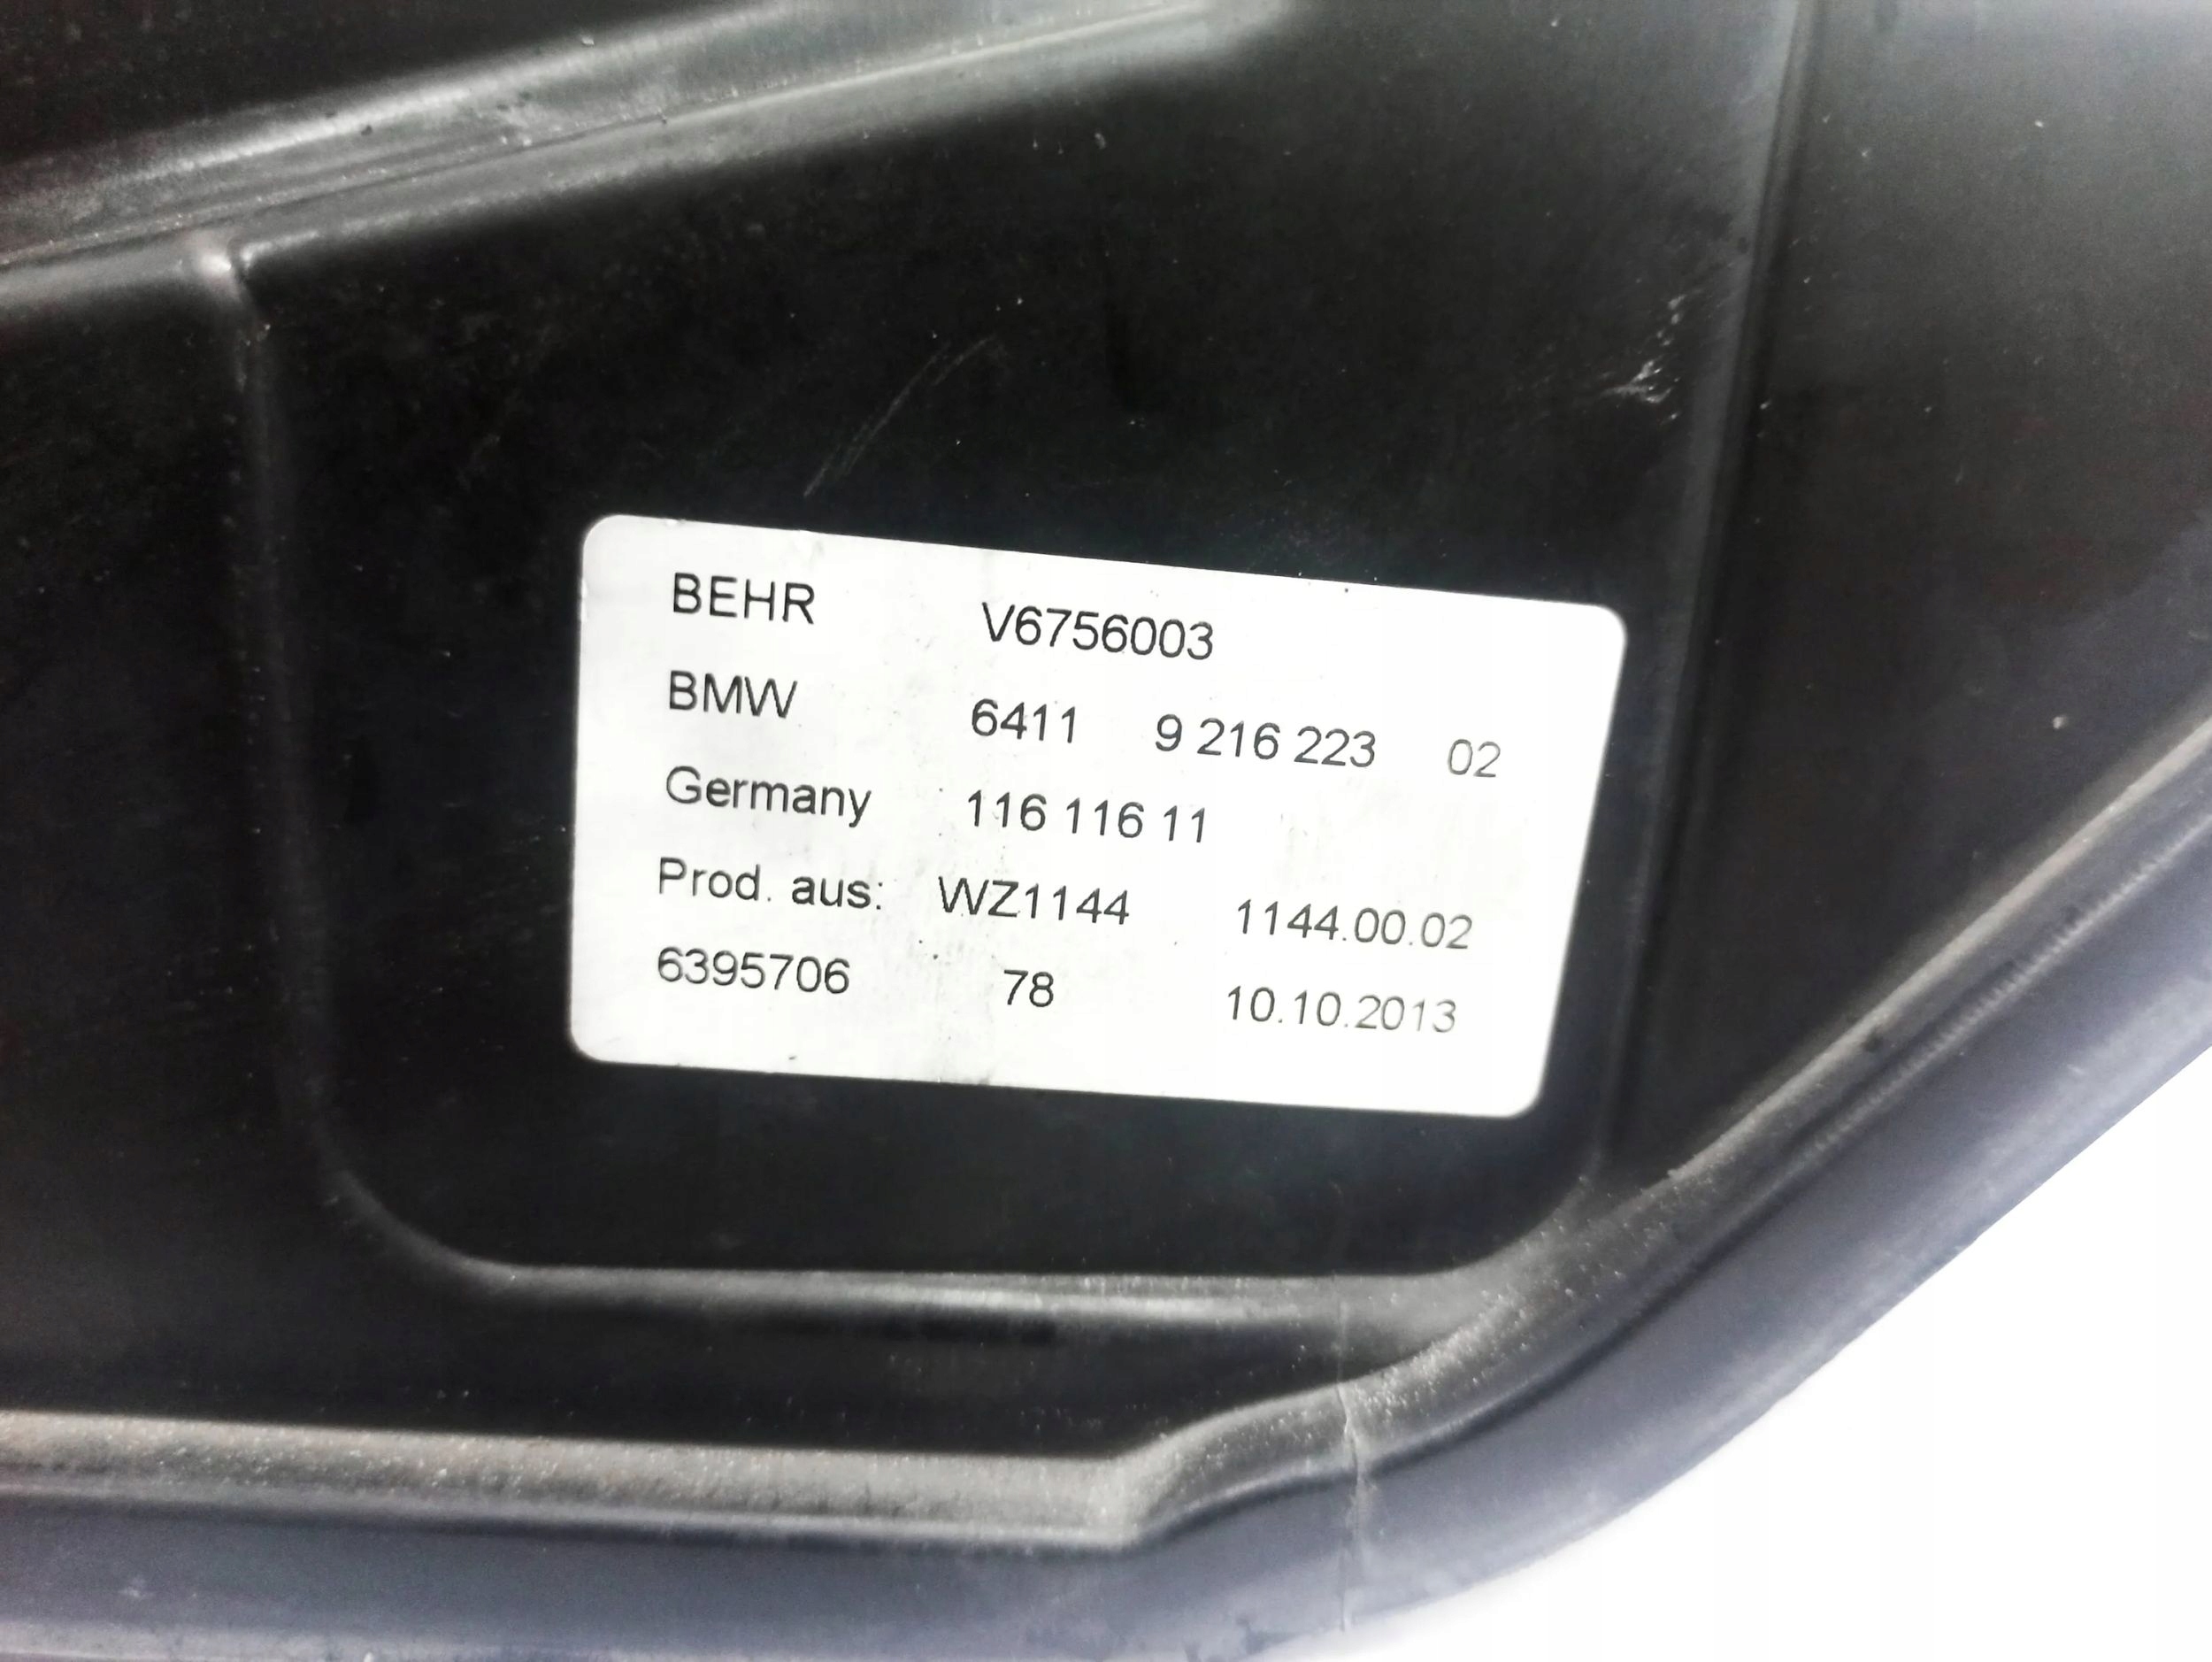 BEHR V6756003
BMW 6411 9 216 223 02
Germany 116 116 11
Prod. aus: WZ1144 1144.00.02
6395706 78 10.10.2013